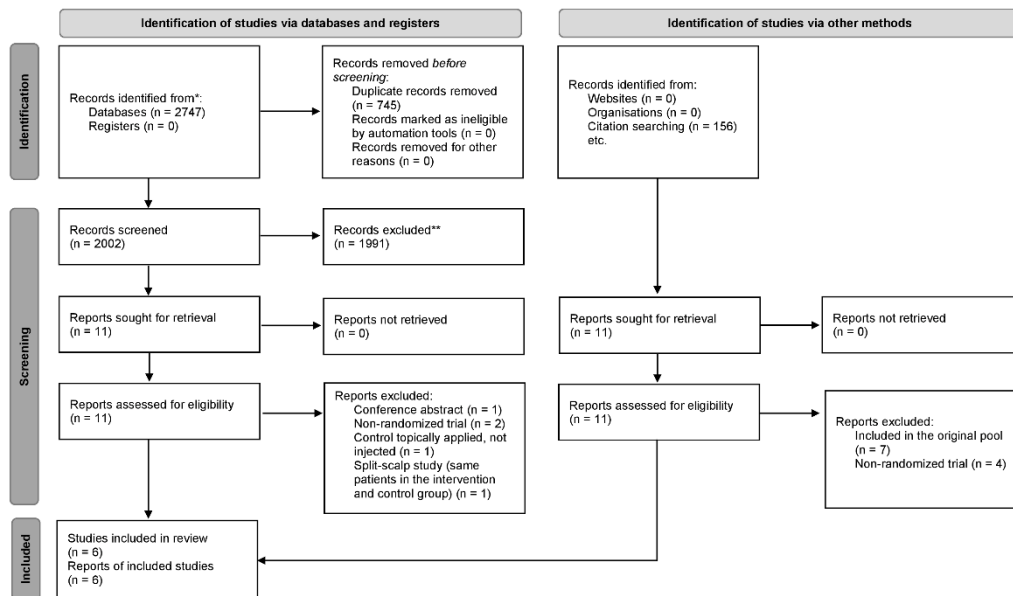 Identification of studies via databases and registers
Identification of studies via other methods
Identification
Records identified from*:
Databases (n = 2747)
Registers (n = 0)
Records removed before
screening:
Duplicate records removed
(n = 745)
Records marked as ineligible
by automation tools (n = 0)
Records removed for other
reasons (n = 0)
Records identified from:
Websites (n = 0)
Organisations (n = 0)
Citation searching (n = 156)
etc.
Screening
Records screened
(n = 2002)
Records excluded**
(n = 1991)
Reports sought for retrieval
(n = 11)
Reports not retrieved
(n = 0)
Reports sought for retrieval
(n = 11)
Reports not retrieved
(n = 0)
Reports assessed for eligibility
(n = 11)
Reports excluded:
Conference abstract (n = 1)
Non-randomized trial (n = 2)
Control topically applied, not
injected (n = 1)
Split-scalp study (same
patients in the intervention
and control group) (n = 1)
Reports assessed for eligibility
(n = 11)
Reports excluded:
Included in the original pool
(n = 7)
Non-randomized trial (n = 4)
Included
Studies included in review
(n = 6)
Reports of included studies
(n = 6)